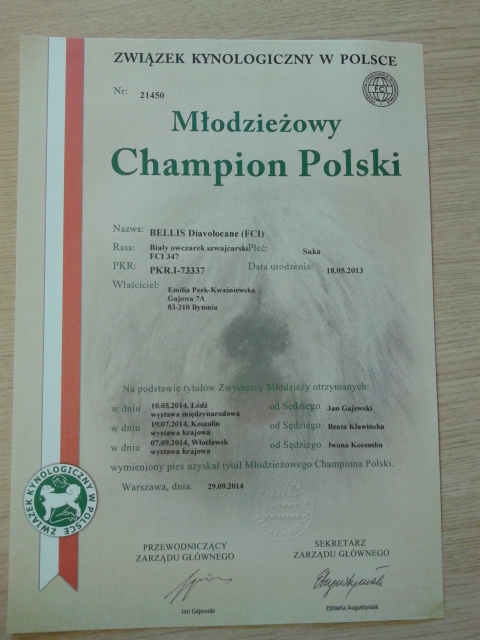 ZWIĄZEK KYNOLOGICZNY W POLSCE
FCI
Nr: 21450
Młodzieżowy
Champion Polski
Nazwa: BELLIS Diavolocane (FCI)
Rasa: Biały owczarek szwajcarski Płeć: Suka
FCI 347
PKR: PKR.I-73337 Data urodzenia: 18.05.2013
Właściciel: Emilia Peek-Kwaśniewska
Gajowa 7A
83-210 Bytonia
Na podstawie tytułów Zwycięzcy Młodzieży otrzymanych:
w dniu 10.05.2014, Łódź od Sędziego Jan Gajewski
wystawa międzynarodowa
w dniu 19.07.2014, Koszalin od Sędziego Beata Kławińska
wystawa krajowa
w dniu 07.09.2014, Włocławek od Sędziego Iwona Kocemba
wystawa krajowa
wymieniony pies uzyskał tytuł Młodzieżowego Championa Polski.
Warszawa, dnia: 29.09.2014
ZWIĄZEK KYNOLOGICZNY W POLSCE
PRZEWODNICZĄCY
ZARZĄDU GŁÓWNEGO
Jan Gajewski
SEKRETARZ
ZARZĄDU GŁÓWNEGO
Elżbieta Augustyniak